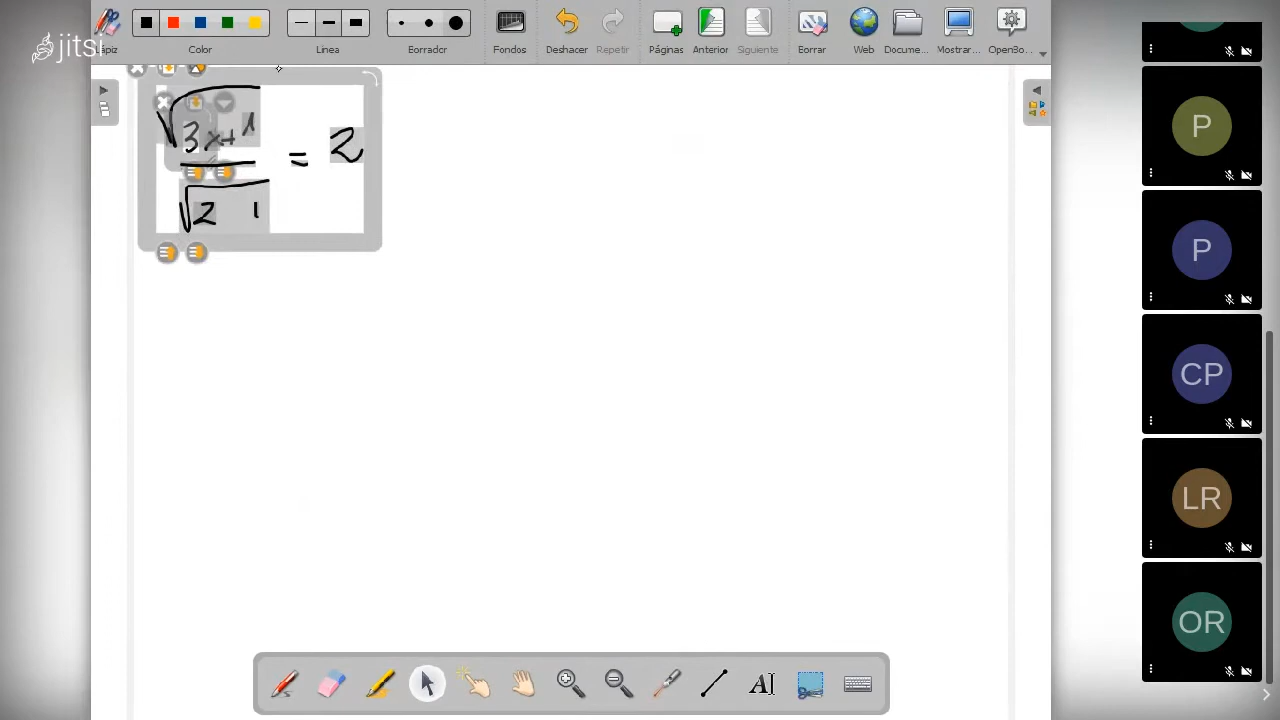 jitsi
Color
Línea
Borrador
Fondos
Deshacer
Repetir
Páginas
Anterior
Siguiente
Borrar
Web
Docume...
Mostrar...
OpenBo...
√3x+1
= 2
√2 1
P
P
CP
LR
OR